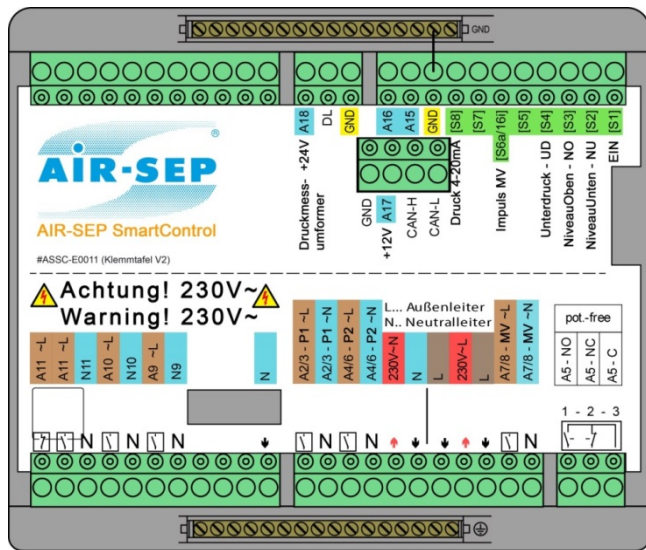 GND
A18
DL
GND
A16
A15
GND
[S8]
[S7]
[S6a/16i]
[S5]
[S4]
[S3]
[S2]
[S1]
Druckmess- +24V
umformer
GND
+12V A17
CAN-H
CAN-L
Druck 4-20mA
Impuls MV
Unterdruck - UD
NiveauOben - NO
NiveauUnten - NU
EIN
AiR-SEP®
AIR-SEP SmartControl
#ASSC-E0011 (Klemmtafel V2)
Achtung! 230V~
Warning! 230V~
L... Außenleiter
N.. Neutralleiter
pot.-free
A11 ~L
A11 ~L
N11
A10 ~L
N10
A9 ~L
N9
N
A2/3 - P1 ~L
A2/3 - P1 ~N
A4/6 - P2 ~L
A4/6 - P2 ~N
230V~N
N
L
230V~L
L
A7/8 - MV ~L
A7/8 - MV ~N
A5 - NO
A5 - NC
A5 - C
1 - 2 - 3
N N N N N N